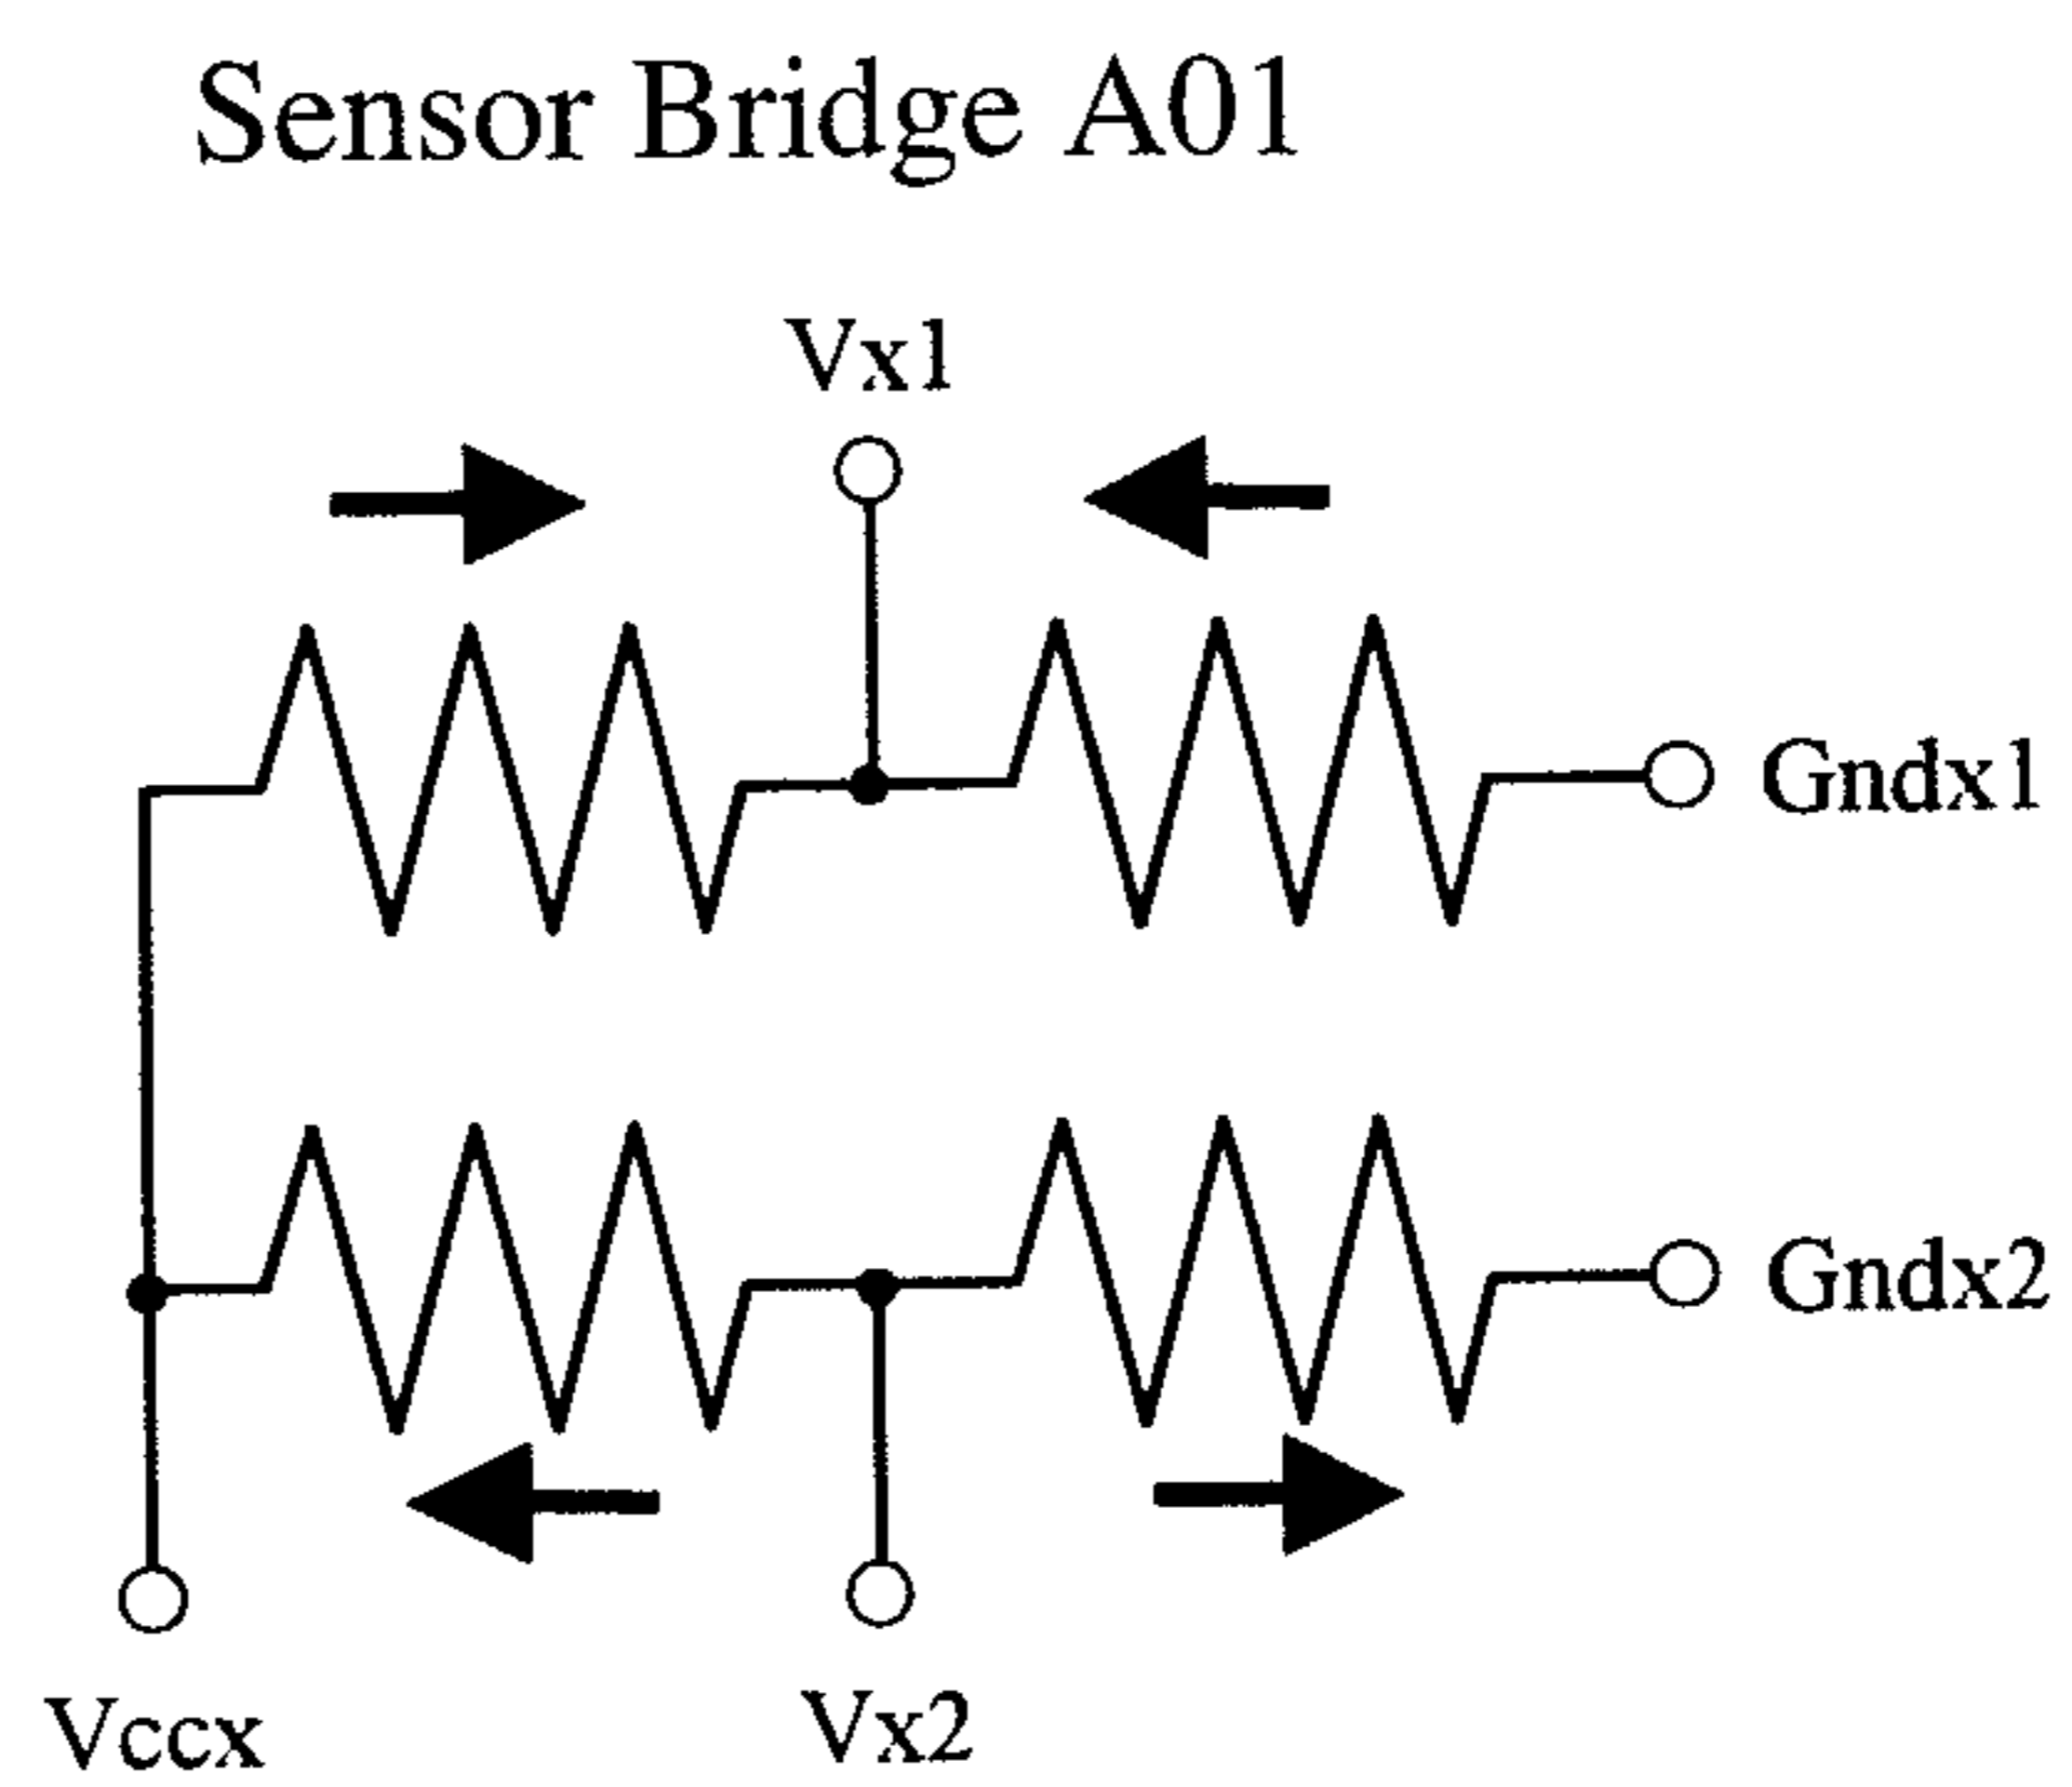 Sensor Bridge A01
Vx1
Gndx1
Gndx2
Vccx
Vx2